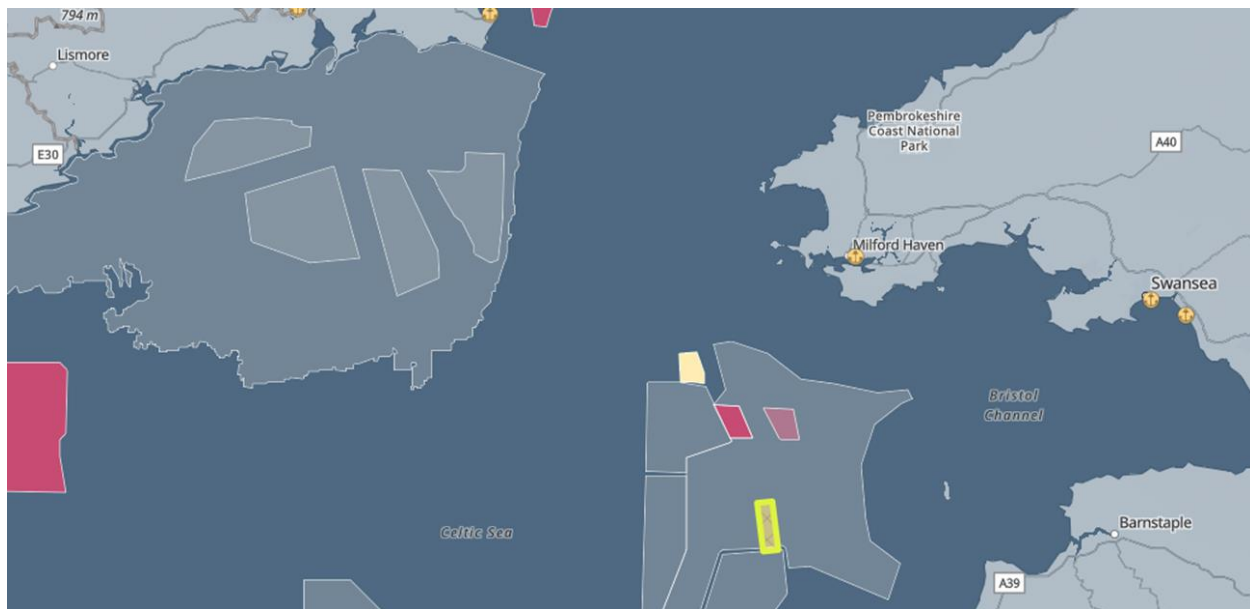 794 m
Lismore
E30
Pembrokeshire
Coast National
Park
A40
Milford Haven
Swansea
Bristol
Channel
Celtic Sea
Barnstaple
A39